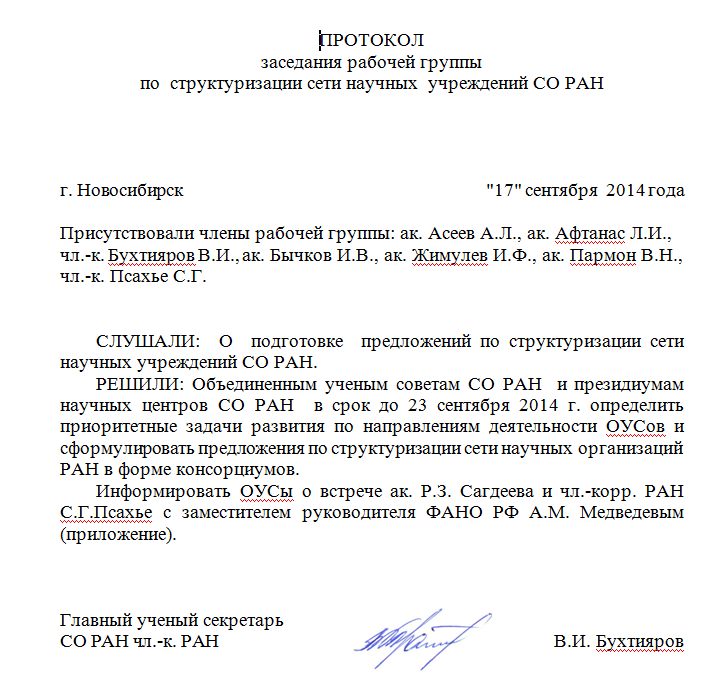 ПРОТОКОЛ
заседания рабочей группы
по структуризации сети научных учреждений СО РАН
г. Новосибирск "17" сентября 2014 года
Присутствовали члены рабочей группы: ак. Асеев А.Л., ак. Афтанас Л.И.,
чл.-к. Бухтияров В.И., ак. Бычков И.В., ак. Жимулев И.Ф., ак. Пармон В.Н.,
чл.-к. Псахье С.Г.
СЛУШАЛИ: О подготовке предложений по структуризации сети
научных учреждений СО РАН.
РЕШИЛИ: Объединенным ученым советам СО РАН и президиумам
научных центров СО РАН в срок до 23 сентября 2014 г. определить
приоритетные задачи развития по направлениям деятельности ОУСов и
сформулировать предложения по структуризации сети научных организаций
РАН в форме консорциумов.
Информировать ОУСы о встрече ак. Р.З. Сагдеева и чл.-корр. РАН
С.Г.Псахье с заместителем руководителя ФАНО РФ А.М. Медведевым
(приложение).
Главный ученый секретарь
СО РАН чл.-к. РАН В.И. Бухтияров